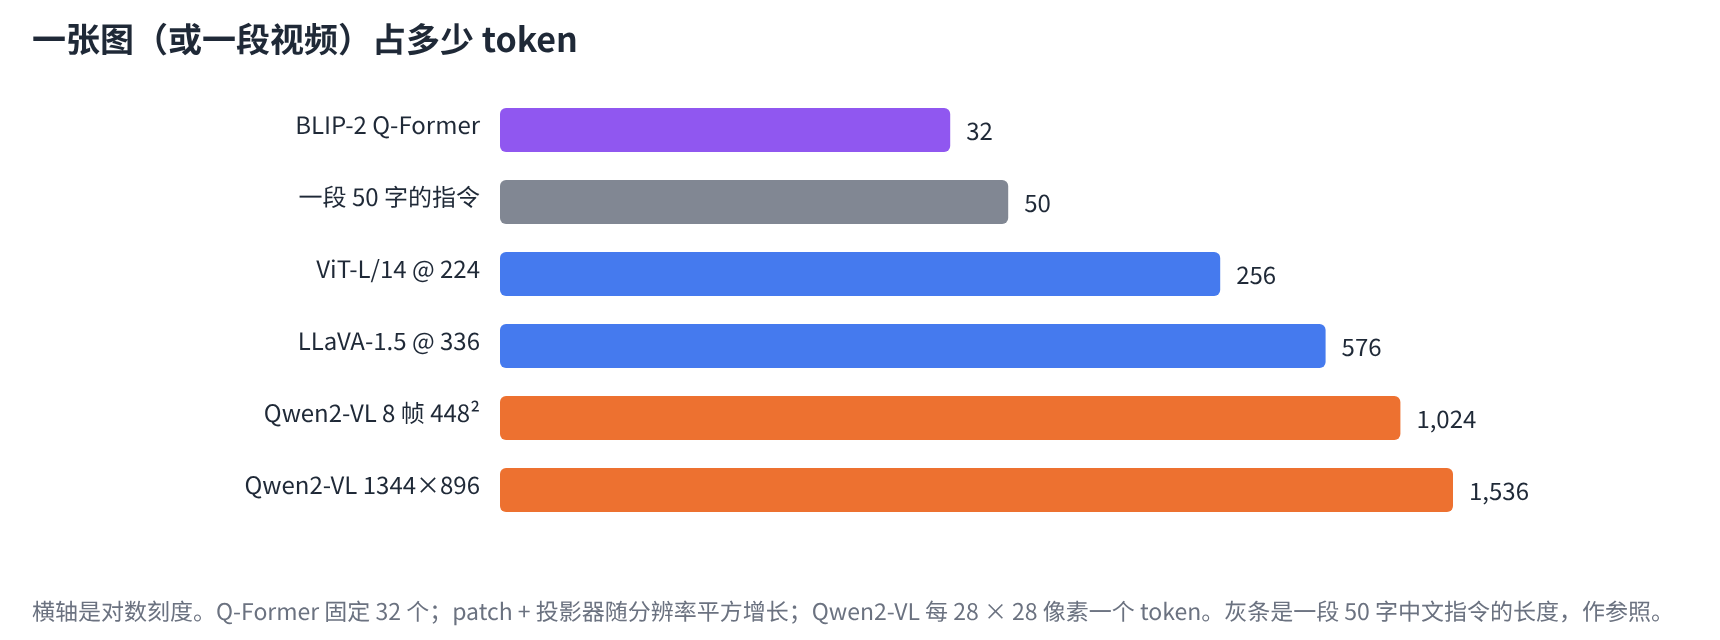 一张图（或一段视频）占多少 token
BLIP-2 Q-Former 32
一段 50 字的指令 50
ViT-L/14 @ 224 256
LLaVA-1.5 @ 336 576
Qwen2-VL 8 帧 448² 1,024
Qwen2-VL 1344×896 1,536
横轴是对数刻度。Q-Former 固定 32 个；patch + 投影器随分辨率平方增长；Qwen2-VL 每 28 × 28 像素一个 token。灰条是一段 50 字中文指令的长度，作参照。